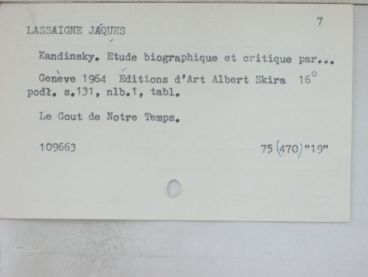 7
LASSAIGNE JAQUES
Kandinsky. Etude biographique et critique par...
Genève 1964 Éditions d'Art Albert Skira 16°
podł. s.131, nlb.1, tabl.
Le Gout de Notre Temps.
109663 75(470)"19"